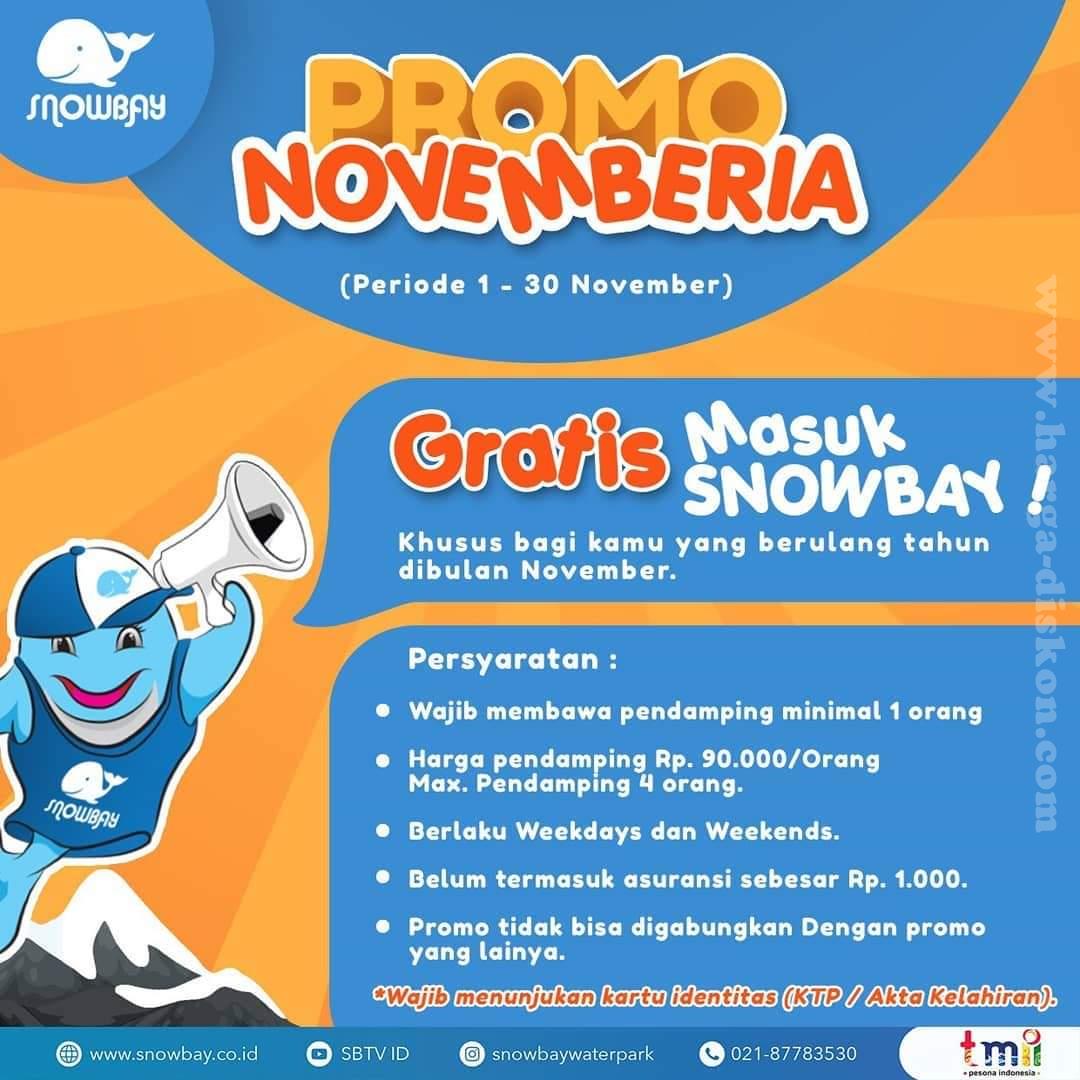 SNOWBAY
PROMO
NOVEMBERIA
(Periode 1 - 30 November)
Gratis Masuk
SNOWBAY !
Khusus bagi kamu yang berulang tahun
dibulan November.
Persyaratan :
• Wajib membawa pendamping minimal 1 orang
• Harga pendamping Rp. 90.000/Orang
Max. Pendamping 4 orang.
• Berlaku Weekdays dan Weekends.
• Belum termasuk asuransi sebesar Rp. 1.000.
• Promo tidak bisa digabungkan Dengan promo
yang lainya.
*Wajib menunjukan kartu identitas (KTP / Akta Kelahiran).
SNOWBAY
www.harga-diskon.com
www.snowbay.co.id SBTV ID snowbaywaterpark 021-87783530
tmii
pesona indonesia